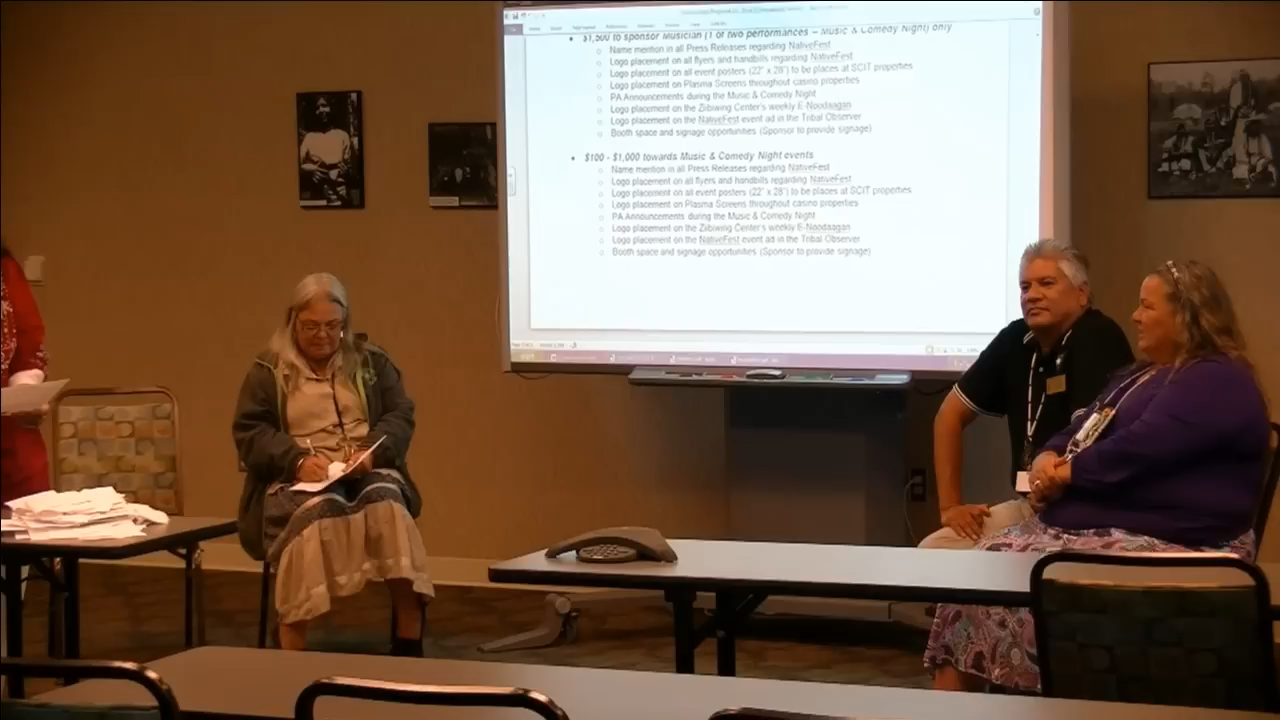 • $1,500 to sponsor Musician (1 of two performances – Music & Comedy Night) only
o Name mention in all Press Releases regarding NativeFest
o Logo placement on all flyers and handbills regarding NativeFest
o Logo placement on all event posters (22" x 28") to be places at SCIT properties
o Logo placement on Plasma Screens throughout casino properties
o PA Announcements during the Music & Comedy Night
o Logo placement on the Ziibiwing Center's weekly E-Noodaagan
o Logo placement on the NativeFest event ad in the Tribal Observer
o Booth space and signage opportunities (Sponsor to provide signage)
• $100 - $1,000 towards Music & Comedy Night events
o Name mention in all Press Releases regarding NativeFest
o Logo placement on all flyers and handbills regarding NativeFest
o Logo placement on all event posters (22" x 28") to be places at SCIT properties
o Logo placement on Plasma Screens throughout casino properties
o PA Announcements during the Music & Comedy Night
o Logo placement on the Ziibiwing Center's weekly E-Noodaagan
o Logo placement on the NativeFest event ad in the Tribal Observer
o Booth space and signage opportunities (Sponsor to provide signage)